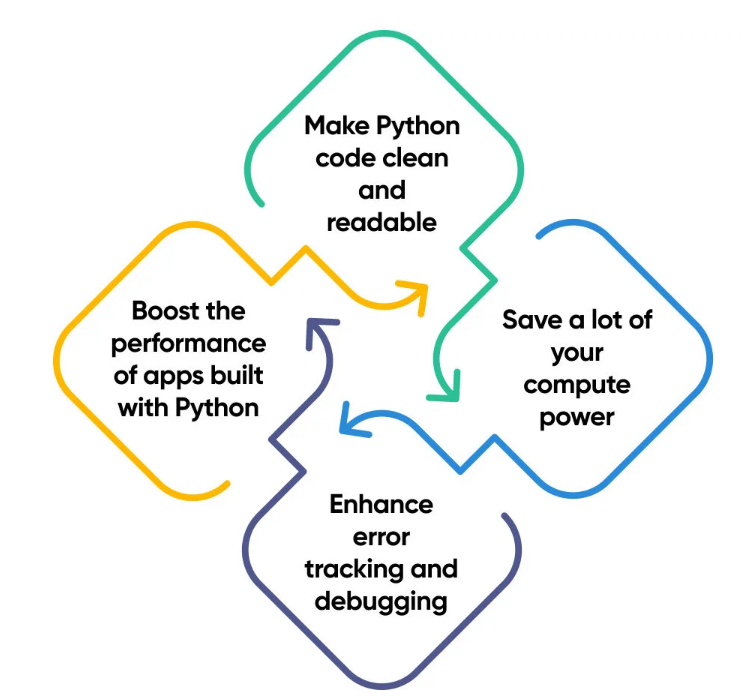 Make Python
code clean
and
readable
Boost the
performance
of apps built
with Python
Save a lot of
your
compute
power
Enhance
error
tracking and
debugging